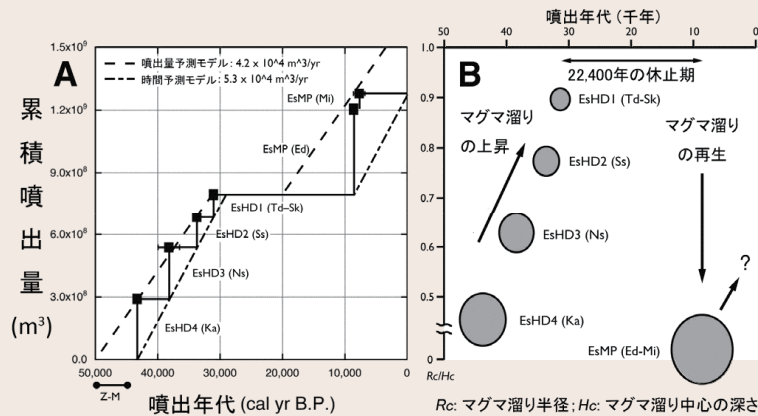 A
累積噴出量
(m³)
1.5x10⁹
1.2x10⁹
9.0x10⁸
6.0x10⁸
3.0x10⁸
0.0
噴出量予測モデル: 4.2 x 10^4 m^3/yr
時間予測モデル: 5.3 x 10^4 m^3/yr
EsMP (Mi)
EsMP (Ed)
EsHD1 (Td–Sk)
EsHD2 (Ss)
EsHD3 (Ns)
EsHD4 (Ka)
50,000 40,000 30,000 20,000 10,000 0
Z-M
噴出年代 (cal yr B.P.)
噴出年代 (千年)
50 40 30 20 10 0
B
22,400年の休止期
1.0
0.9
0.8
0.7
0.6
0.5
0
Rc/Hc
EsHD1 (Td-Sk)
マグマ溜り
の上昇
マグマ溜り
の再生
EsHD2 (Ss)
EsHD3 (Ns)
?
EsHD4 (Ka)
EsMP (Ed-Mi)
Rc: マグマ溜り半径; Hc: マグマ溜り中心の深さ